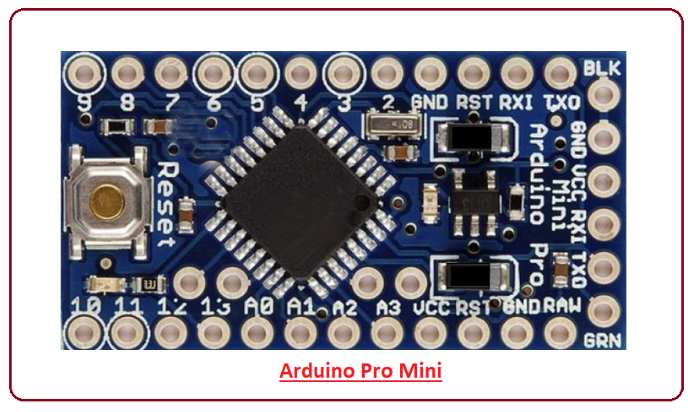 BLK
9 8 7 6 5 4 3 2 GND RST RXI TXO
GND
VCC
RXI
TXO
GRN
Reset
Arduino
Pro Mini
10 11 12 13 A0 A1 A2 A3 VCC RST GND RAW
Arduino Pro Mini